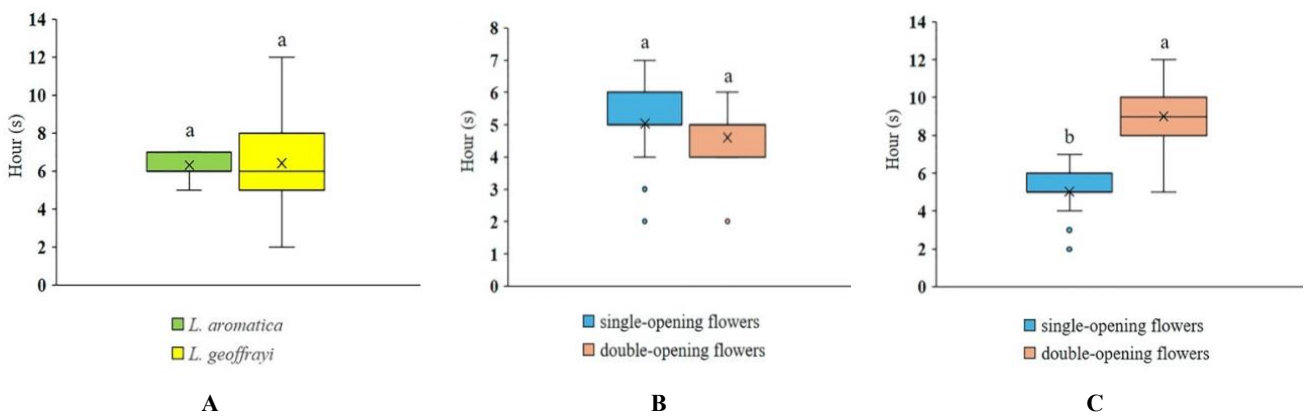 14
12
10
8
6
4
2
0
Hour (s)
a
a
L. aromatica
L. geoffrayi
A
8
7
6
5
4
3
2
1
0
Hour (s)
a
a
single-opening flowers
double-opening flowers
B
14
12
10
8
6
4
2
0
Hour (s)
b
a
single-opening flowers
double-opening flowers
C